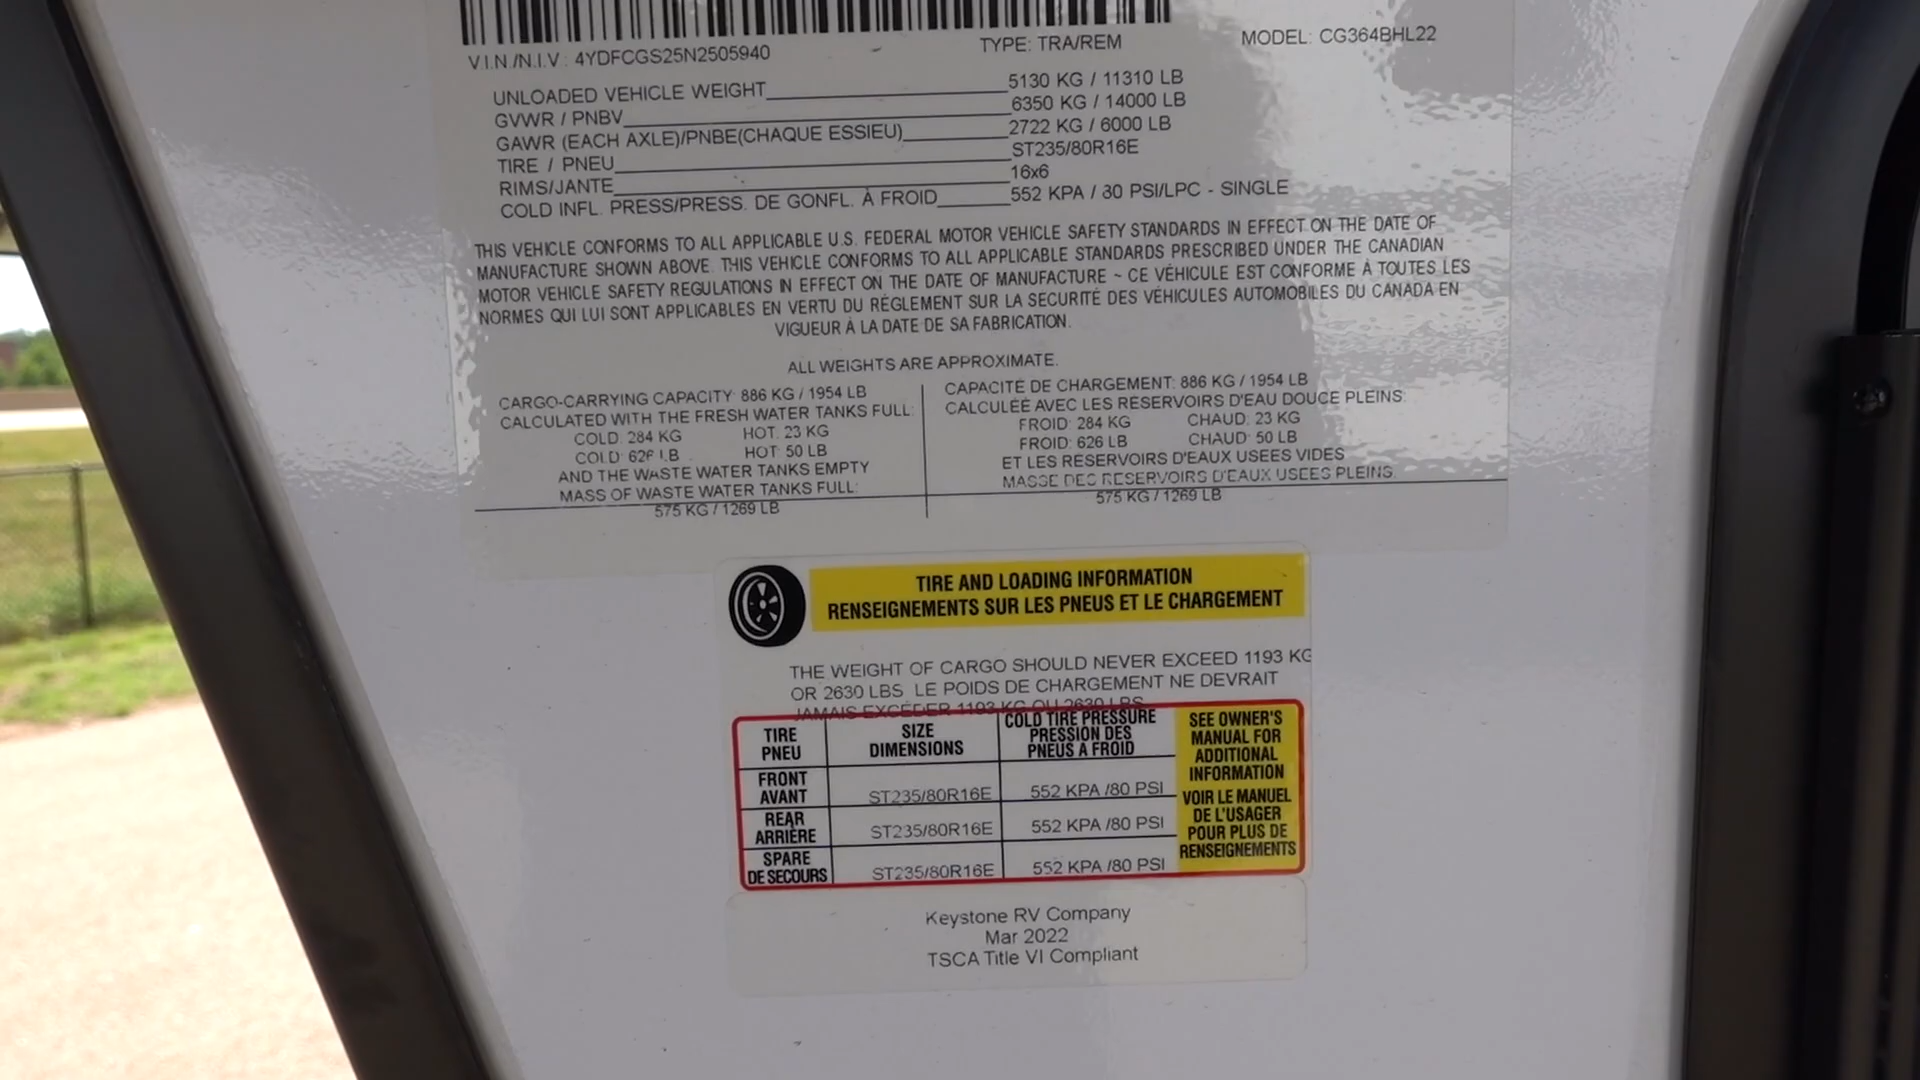 V.I.N./N.I.V.: 4YDFCGS25N2505940 TYPE: TRA/REM MODEL: CG364BHL22
UNLOADED VEHICLE WEIGHT 5130 KG / 11310 LB
GVWR / PNBV 6350 KG / 14000 LB
GAWR (EACH AXLE)/PNBE(CHAQUE ESSIEU) 2722 KG / 6000 LB
TIRE / PNEU ST235/80R16E
RIMS/JANTE 16x6
COLD INFL. PRESS/PRESS. DE GONFL. À FROID 552 KPA / 80 PSI/LPC - SINGLE
THIS VEHICLE CONFORMS TO ALL APPLICABLE U.S. FEDERAL MOTOR VEHICLE SAFETY STANDARDS IN EFFECT ON THE DATE OF
MANUFACTURE SHOWN ABOVE. THIS VEHICLE CONFORMS TO ALL APPLICABLE STANDARDS PRESCRIBED UNDER THE CANADIAN
MOTOR VEHICLE SAFETY REGULATIONS IN EFFECT ON THE DATE OF MANUFACTURE ~ CE VÉHICULE EST CONFORME À TOUTES LES
NORMES QUI LUI SONT APPLICABLES EN VERTU DU RÉGLEMENT SUR LA SECURITÉ DES VÉHICULES AUTOMOBILES DU CANADA EN
VIGUEUR À LA DATE DE SA FABRICATION.
ALL WEIGHTS ARE APPROXIMATE.
CARGO-CARRYING CAPACITY: 886 KG / 1954 LB
CALCULATED WITH THE FRESH WATER TANKS FULL:
COLD: 284 KG HOT: 23 KG
COLD: 626 LB HOT: 50 LB
AND THE WASTE WATER TANKS EMPTY
MASS OF WASTE WATER TANKS FULL:
575 KG / 1269 LB
CAPACITÉ DE CHARGEMENT: 886 KG / 1954 LB
CALCULÉE AVEC LES RESERVOIRS D'EAU DOUCE PLEINS:
FROID: 284 KG CHAUD: 23 KG
FROID: 626 LB CHAUD: 50 LB
ET LES RESERVOIRS D'EAUX USEES VIDES
MASSE DES RESERVOIRS D'EAUX USEES PLEINS:
575 KG / 1269 LB
TIRE AND LOADING INFORMATION
RENSEIGNEMENTS SUR LES PNEUS ET LE CHARGEMENT
THE WEIGHT OF CARGO SHOULD NEVER EXCEED 1193 KG
OR 2630 LBS. LE POIDS DE CHARGEMENT NE DEVRAIT
JAMAIS EXCÉDER 1193 KG OU 2630 LBS
TIRE
PNEU
SIZE
DIMENSIONS
COLD TIRE PRESSURE
PRESSION DES
PNEUS A FROID
FRONT
AVANT
ST235/80R16E 552 KPA /80 PSI
REAR
ARRIÈRE
ST235/80R16E 552 KPA /80 PSI
SPARE
DE SECOURS
ST235/80R16E 552 KPA /80 PSI
SEE OWNER'S
MANUAL FOR
ADDITIONAL
INFORMATION
VOIR LE MANUEL
DE L'USAGER
POUR PLUS DE
RENSEIGNEMENTS
Keystone RV Company
Mar 2022
TSCA Title VI Compliant